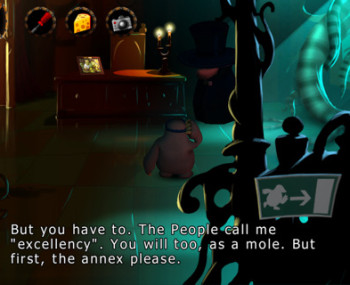 But you have to. The People call me
"excellency". You will too, as a mole. But
first, the annex please.